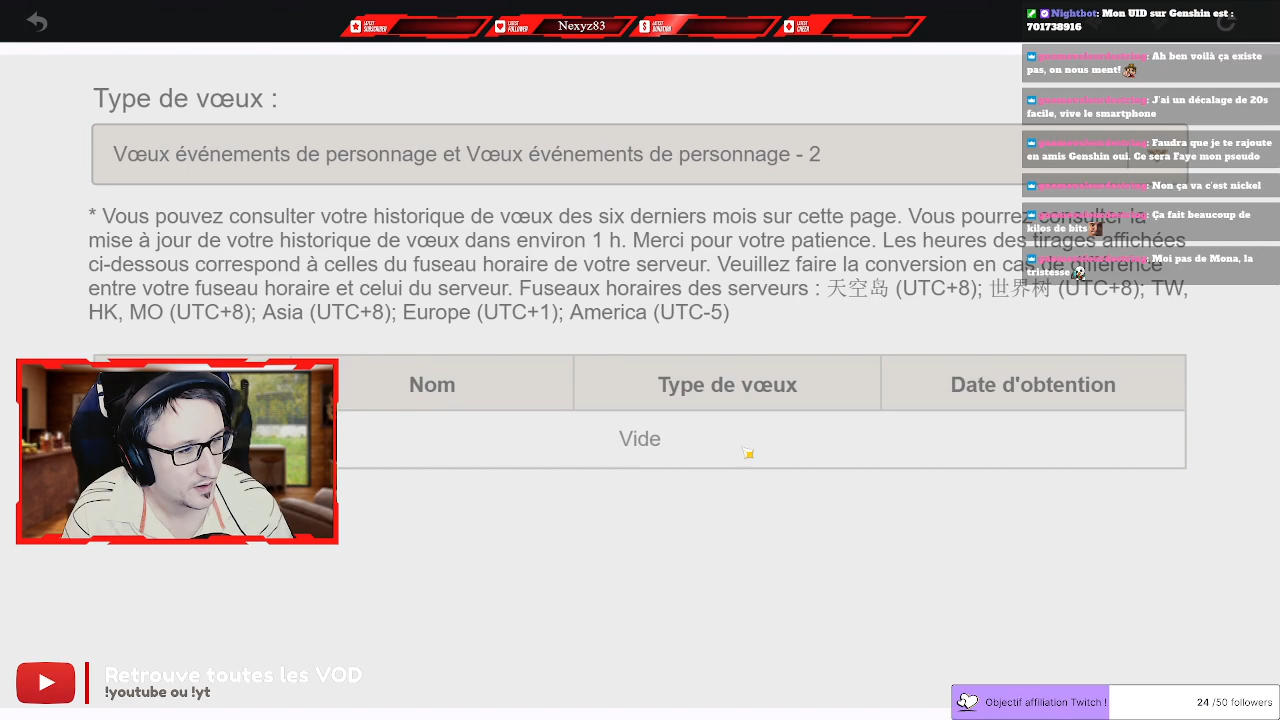 LATEST
SUBSCRIBER
LATEST
FOLLOWER
Nexyz83
LATEST
DONATION
LATEST
CHEER
Nightbot: Mon UID sur Genshin est :
701738916
: Ah ben voilà ça existe
pas, on nous ment!
: J'ai un décalage de 20s
facile, vive le smartphone
: Faudra que je te rajoute
en amis Genshin oui. Ce sera Faye mon pseudo
: Non ça va c'est nickel
: Ça fait beaucoup de
kilos de bits
: Moi pas de Mona, la
tristesse
Type de vœux :
Vœux événements de personnage et Vœux événements de personnage - 2
* Vous pouvez consulter votre historique de vœux des six derniers mois sur cette page. Vous pourrez consulter la
mise à jour de votre historique de vœux dans environ 1 h. Merci pour votre patience. Les heures des tirages affichées
ci-dessous correspond à celles du fuseau horaire de votre serveur. Veuillez faire la conversion en cas de différence
entre votre fuseau horaire et celui du serveur. Fuseaux horaires des serveurs : 天空岛 (UTC+8); 世界树 (UTC+8); TW,
HK, MO (UTC+8); Asia (UTC+8); Europe (UTC+1); America (UTC-5)
Nom
Type de vœux
Date d'obtention
Vide
Retrouve toutes les VOD
!youtube ou !yt
Objectif affiliation Twitch !
24 /50 followers